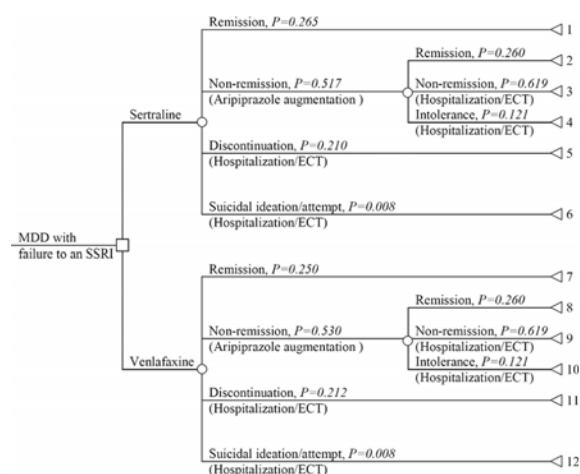 Remission, P=0.265
1
Remission, P=0.260
2
Non-remission, P=0.517
(Aripiprazole augmentation )
Non-remission, P=0.619
(Hospitalization/ECT)
3
Sertraline
Intolerance, P=0.121
(Hospitalization/ECT)
4
Discontinuation, P=0.210
(Hospitalization/ECT)
5
Suicidal ideation/attempt, P=0.008
(Hospitalization/ECT)
6
MDD with
failure to an SSRI
Remission, P=0.250
7
Remission, P=0.260
8
Non-remission, P=0.530
(Aripiprazole augmentation )
Non-remission, P=0.619
(Hospitalization/ECT)
9
Venlafaxine
Intolerance, P=0.121
(Hospitalization/ECT)
10
Discontinuation, P=0.212
(Hospitalization/ECT)
11
Suicidal ideation/attempt, P=0.008
(Hospitalization/ECT)
12